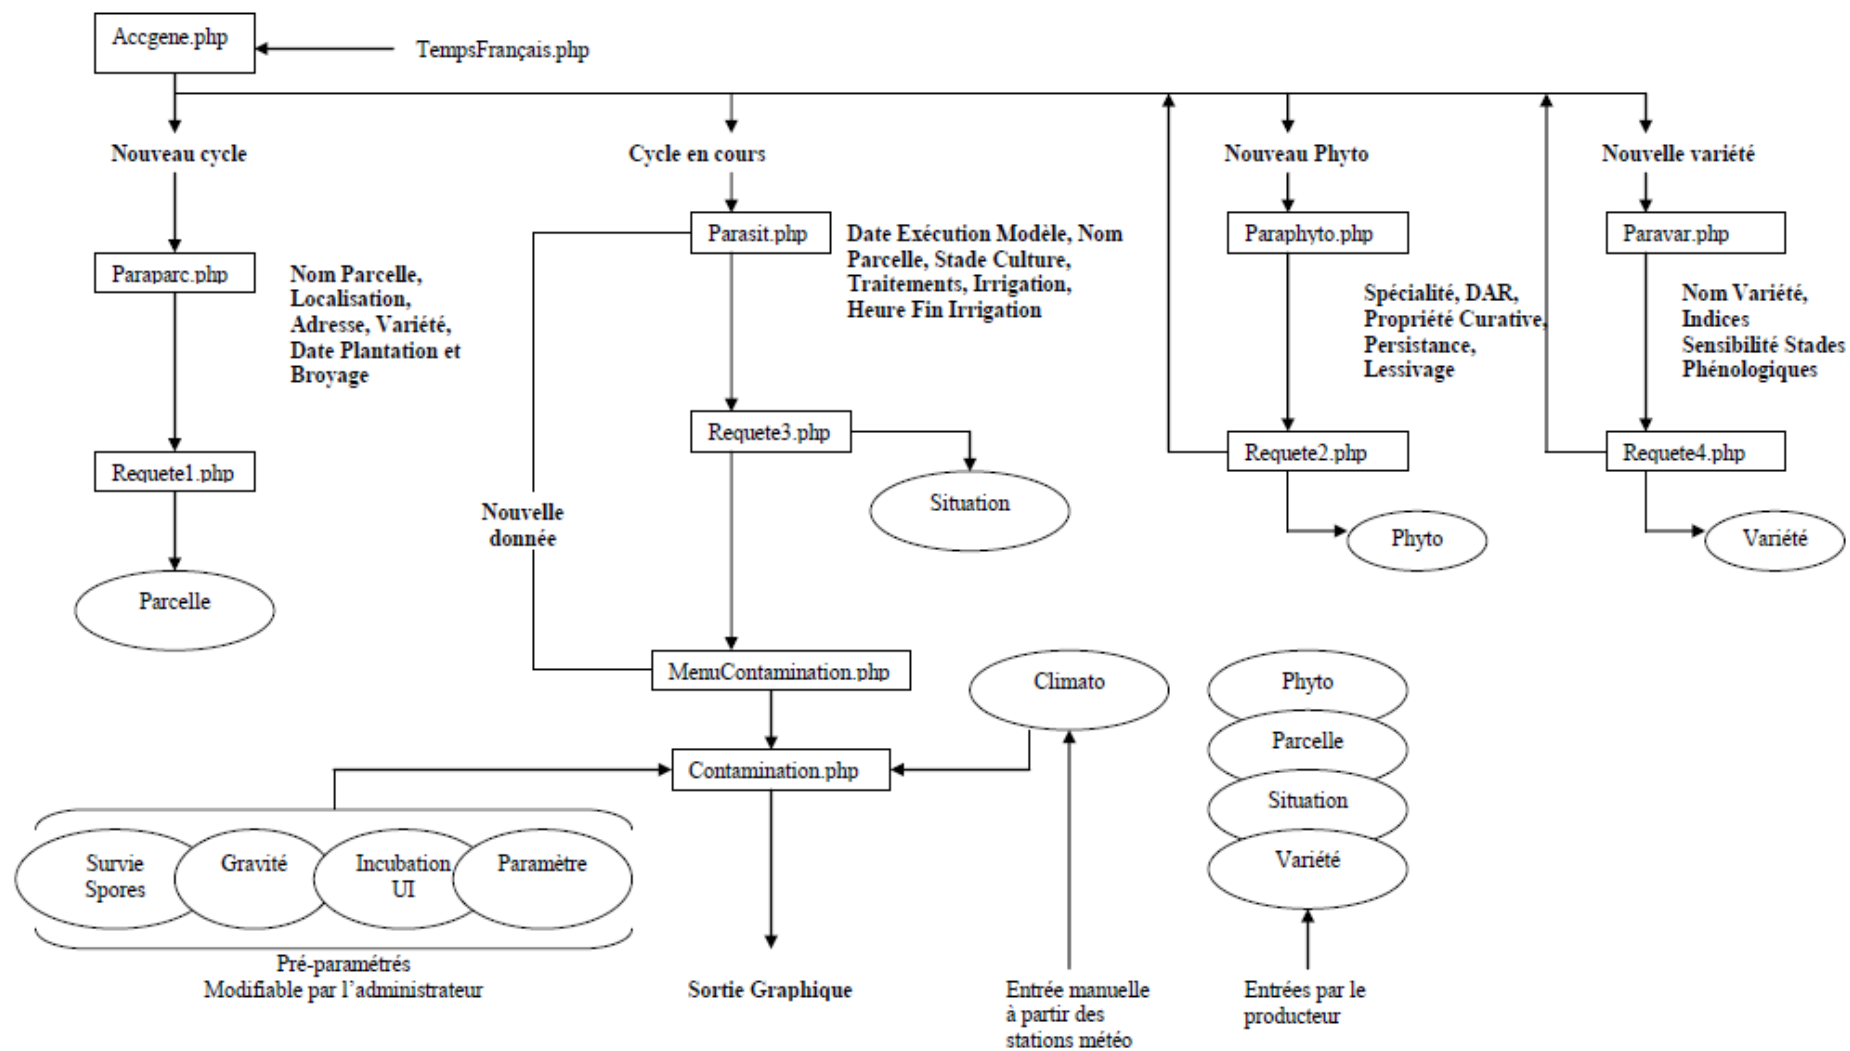 Accgene.php
TempsFrançais.php
Nouveau cycle
Cycle en cours
Nouveau Phyto
Nouvelle variété
Parasit.php
Paraphyto.php
Paravar.php
Paraparc.php
Nom Parcelle,
Localisation,
Adresse, Variété,
Date Plantation et
Broyage
Date Exécution Modèle, Nom
Parcelle, Stade Culture,
Traitements, Irrigation,
Heure Fin Irrigation
Spécialité, DAR,
Propriété Curative,
Persistance,
Lessivage
Nom Variété,
Indices
Sensibilité Stades
Phénologiques
Requete1.php
Requete3.php
Requete2.php
Requete4.php
Nouvelle
donnée
Situation
Phyto
Variété
Parcelle
MenuContamination.php
Climato
Phyto
Parcelle
Situation
Variété
Contamination.php
Survie
Spores
Gravité
Incubation
UI
Paramètre
Pré-paramétrés
Modifiable par l’administrateur
Sortie Graphique
Entrée manuelle
à partir des
stations météo
Entrées par le
producteur